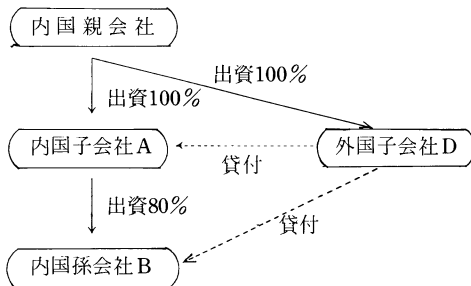 内国親会社
出資100%
出資100%
内国子会社A
外国子会社D
貸付
出資80%
貸付
内国孫会社B